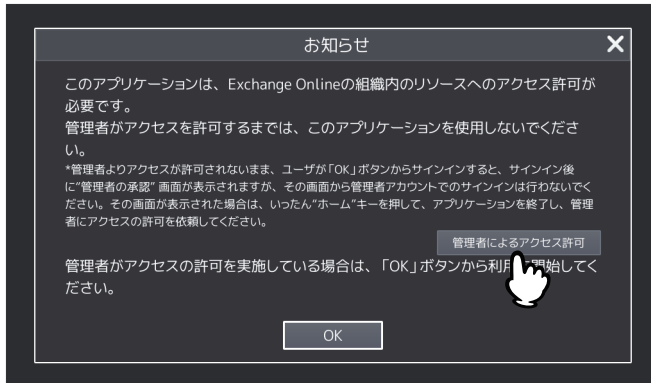 お知らせ
このアプリケーションは、Exchange Onlineの組織内のリソースへのアクセス許可が
必要です。
管理者がアクセスを許可するまでは、このアプリケーションを使用しないでくださ
い。
*管理者よりアクセスが許可されないまま、ユーザが「OK」ボタンからサインインすると、サインイン後
に"管理者の承認" 画面が表示されますが、その画面から管理者アカウントでのサインインは行わないでく
ださい。その画面が表示された場合は、いったん"ホーム"キーを押して、アプリケーションを終了し、管理
者にアクセスの許可を依頼してください。
管理者によるアクセス許可
管理者がアクセスの許可を実施している場合は、「OK」ボタンから利用 開始してく
ださい。
OK